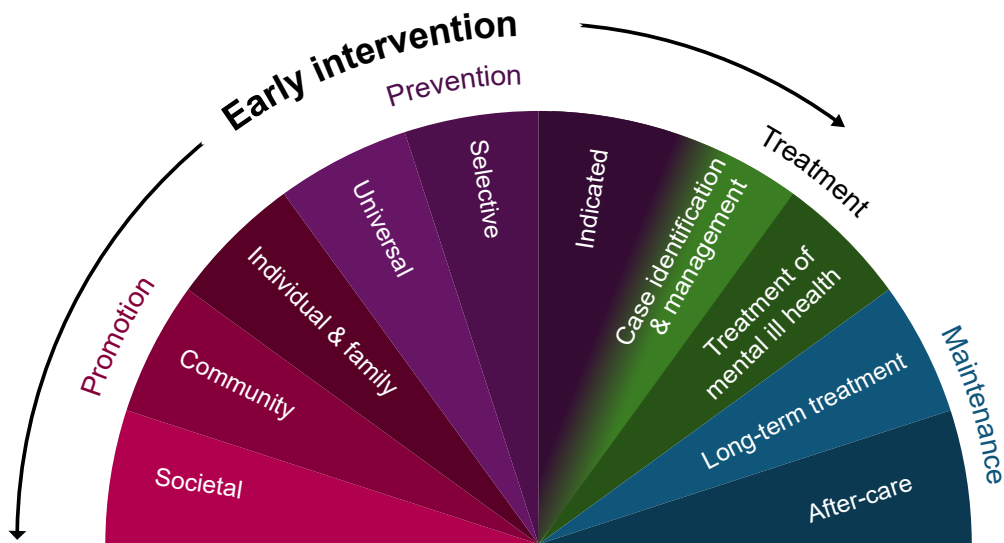 Early intervention
Prevention
Treatment
Promotion
Maintenance
Societal
Community
Individual & family
Universal
Selective
Indicated
Case identification
& management
Treatment of
mental ill health
Long-term treatment
After-care